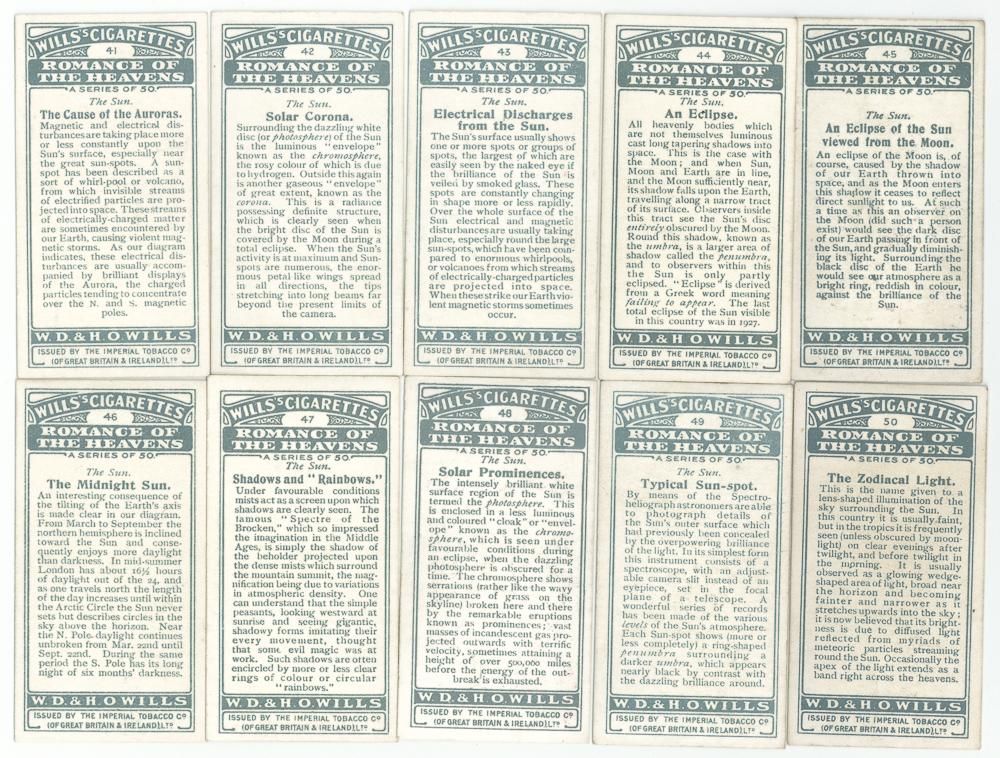 WILLS'S CIGARETTES
41
ROMANCE OF
THE HEAVENS
A SERIES OF 50.
The Sun.
The Cause of the Auroras.
Magnetic and electrical dis-
turbances are taking place more
or less constantly upon the
Sun's surface, especially near
the great sun-spots. A sun-
spot has been described as a
sort of whirl-pool or volcano,
from which invisible streams
of electrified particles are pro-
jected into space. These streams
of electrically-charged matter
are sometimes encountered by
our Earth, causing violent mag-
netic storms. As our diagram
indicates, these electrical dis-
turbances are usually accom-
panied by brilliant displays
of the Aurora, the charged
particles tending to concentrate
over the N. and S. magnetic
poles.
W.D. & H.O. WILLS
ISSUED BY THE IMPERIAL TOBACCO CO
(OF GREAT BRITAIN & IRELAND), LTD
WILLS'S CIGARETTES
42
ROMANCE OF
THE HEAVENS
A SERIES OF 50.
The Sun.
Solar Corona.
Surrounding the dazzling white
disc (or photosphere) of the Sun
is the luminous "envelope"
known as the chromosphere,
the rosy colour of which is due
to hydrogen. Outside this again
is another gaseous "envelope"
of great extent, known as the
corona. This is a radiance
possessing definite structure,
which is clearly seen when
the bright disc of the Sun is
covered by the Moon during a
total eclipse. When the Sun's
activity is at maximum and Sun-
spots are numerous, the enor-
mous petal-like wings spread
in all directions, the tips
stretching into long beams far
beyond the present limits of
the camera.
W.D. & H.O. WILLS
ISSUED BY THE IMPERIAL TOBACCO CO
(OF GREAT BRITAIN & IRELAND), LTD
WILLS'S CIGARETTES
43
ROMANCE OF
THE HEAVENS
A SERIES OF 50.
The Sun.
Electrical Discharges
from the Sun.
The Sun's surface usually shows
one or more spots or groups of
spots, the largest of which are
easily seen by the naked eye if
the brilliance of the Sun is
veiled by smoked glass. These
spots are constantly changing
in shape more or less rapidly.
Over the whole surface of the
Sun electrical and magnetic
disturbances are usually taking
place, especially round the large
sun-spots, which have been com-
pared to enormous whirlpools,
or volcanoes from which streams
of electrically-charged particles
are projected into space.
When these strike our Earth vio-
lent magnetic storms sometimes
occur.
W.D. & H.O. WILLS
ISSUED BY THE IMPERIAL TOBACCO CO
(OF GREAT BRITAIN & IRELAND), LTD
WILLS'S CIGARETTES
44
ROMANCE OF
THE HEAVENS
A SERIES OF 50.
The Sun.
An Eclipse.
All heavenly bodies which
are not themselves luminous
cast long tapering shadows into
space. This is the case with
the Moon; and when Sun,
Moon and Earth are in line,
and the Moon sufficiently near,
its shadow falls upon the Earth,
travelling along a narrow tract
of its surface. Observers inside
this tract see the Sun's disc
entirely obscured by the Moon.
Round this shadow, known as
the umbra, is a larger area of
shadow called the penumbra,
and to observers within this
the Sun is only partly
eclipsed. "Eclipse" is derived
from a Greek word meaning
failing to appear. The last
total eclipse of the Sun visible
in this country was in 1927.
W.D. & H.O. WILLS
ISSUED BY THE IMPERIAL TOBACCO CO
(OF GREAT BRITAIN & IRELAND), LTD
WILLS'S CIGARETTES
45
ROMANCE OF
THE HEAVENS
A SERIES OF 50.
The Sun.
An Eclipse of the Sun
viewed from the Moon.
An eclipse of the Moon is, of
course, caused by the shadow
of our Earth thrown into
space, and as the Moon enters
this shadow it ceases to reflect
direct sunlight to us. At such
a time as this an observer on
the Moon (did such a person
exist) would see the dark disc
of our Earth passing in front of
the Sun, and gradually diminish-
ing its light. Surrounding the
black disc of the Earth he
would see our atmosphere as a
bright ring, reddish in colour,
against the brilliance of the
Sun.
W.D. & H.O. WILLS
ISSUED BY THE IMPERIAL TOBACCO CO
(OF GREAT BRITAIN & IRELAND), LTD
WILLS'S CIGARETTES
46
ROMANCE OF
THE HEAVENS
A SERIES OF 50.
The Sun.
The Midnight Sun.
An interesting consequence of
the tilting of the Earth's axis
is made clear in our diagram.
From March to September the
northern hemisphere is inclined
toward the Sun and conse-
quently enjoys more daylight
than darkness. In mid-summer
London has about 16½ hours
of daylight out of the 24, and
as one travels north the length
of the day increases until within
the Arctic Circle the Sun never
sets but describes circles in the
sky above the horizon. Near
the N. Pole daylight continues
unbroken from Mar. 22nd until
Sept. 22nd. During the same
period the S. Pole has its long
night of six months' darkness.
W.D. & H.O. WILLS
ISSUED BY THE IMPERIAL TOBACCO CO
(OF GREAT BRITAIN & IRELAND), LTD
WILLS'S CIGARETTES
47
ROMANCE OF
THE HEAVENS
A SERIES OF 50.
The Sun.
Shadows and "Rainbows."
Under favourable conditions
mists act as a screen upon which
shadows are clearly seen. The
famous "Spectre of the
Brocken," which so impressed
the imagination in the Middle
Ages, is simply the shadow of
the beholder projected upon
the dense mists which surround
the mountain summit, the mag-
nification being due to variations
in atmospheric density. One
can understand that the simple
peasants, looking westward at
sunrise and seeing gigantic,
shadowy forms imitating their
every movement, thought
that some evil magic was at
work. Such shadows are often
encircled by more or less clear
rings of colour or circular
"rainbows."
W.D. & H.O. WILLS
ISSUED BY THE IMPERIAL TOBACCO CO
(OF GREAT BRITAIN & IRELAND), LTD
WILLS'S CIGARETTES
48
ROMANCE OF
THE HEAVENS
A SERIES OF 50.
The Sun.
Solar Prominences.
The intensely brilliant white
surface region of the Sun is
termed the photosphere. This
is enclosed in a less luminous
and coloured "cloak" or "envel-
ope" known as the chromo-
sphere, which is seen under
favourable conditions during
an eclipse, when the dazzling
photosphere is obscured for a
time. The chromosphere shows
serrations (rather like the wavy
appearance of grass on the
skyline) broken here and there
by the remarkable eruptions
known as prominences; vast
masses of incandescent gas pro-
jected outwards with terrific
velocity, sometimes attaining a
height of over 500,000 miles
before the energy of the out-
break is exhausted.
W.D. & H.O. WILLS
ISSUED BY THE IMPERIAL TOBACCO CO
(OF GREAT BRITAIN & IRELAND), LTD
WILLS'S CIGARETTES
49
ROMANCE OF
THE HEAVENS
A SERIES OF 50.
The Sun.
Typical Sun-spot.
By means of the Spectro-
heliograph astronomers are able
to photograph details of
the Sun's outer surface which
had previously been concealed
by the overpowering brilliance
of the light. In its simplest form
this instrument consists of a
spectroscope, with an adjust-
able camera slit instead of an
eyepiece, set in the focal
plane of a telescope. A
wonderful series of records
has been made of the various
levels of the Sun's atmosphere.
Each Sun-spot shows (more or
less completely) a ring-shaped
penumbra surrounding a
darker umbra, which appears
nearly black by contrast with
the dazzling brilliance around.
W.D. & H.O. WILLS
ISSUED BY THE IMPERIAL TOBACCO CO
(OF GREAT BRITAIN & IRELAND), LTD
WILLS'S CIGARETTES
50
ROMANCE OF
THE HEAVENS
A SERIES OF 50.
The Zodiacal Light.
This is the name given to a
lens-shaped illumination of the
sky surrounding the Sun. In
this country it is usually faint,
but in the tropics it is frequently
seen (unless obscured by moon-
light) on clear evenings after
twilight, and before twilight in
the morning. It is usually
observed as a glowing wedge-
shaped area of light, broad near
the horizon and becoming
fainter and narrower as it
stretches upwards into the sky;
it is now believed that its bright-
ness is due to diffused light
reflected from myriads of
meteoric particles streaming
round the Sun. Occasionally the
apex of the light extends as a
band right across the heavens.
W.D. & H.O. WILLS
ISSUED BY THE IMPERIAL TOBACCO CO
(OF GREAT BRITAIN & IRELAND), LTD